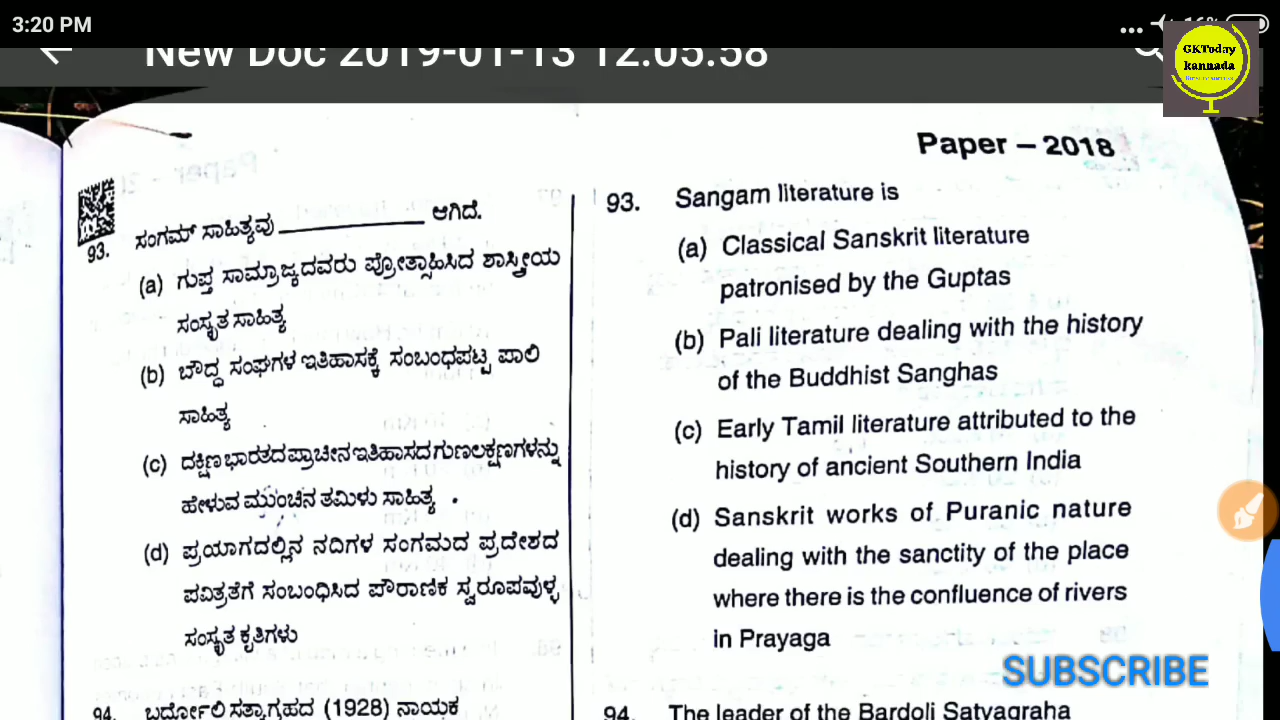 3:20 PM
New Doc 2019-01-13 12.05.58
GKToday
kannada
Paper – 2018
93. ಸಂಗಮ್ ಸಾಹಿತ್ಯವು ____________ ಆಗಿದೆ.
(a) ಗುಪ್ತ ಸಾಮ್ರಾಜ್ಯದವರು ಪ್ರೋತ್ಸಾಹಿಸಿದ ಶಾಸ್ತ್ರೀಯ
ಸಂಸ್ಕೃತ ಸಾಹಿತ್ಯ
(b) ಬೌದ್ಧ ಸಂಘಗಳ ಇತಿಹಾಸಕ್ಕೆ ಸಂಬಂಧಪಟ್ಟ ಪಾಲಿ
ಸಾಹಿತ್ಯ
(c) ದಕ್ಷಿಣ ಭಾರತದ ಪ್ರಾಚೀನ ಇತಿಹಾಸದ ಗುಣಲಕ್ಷಣಗಳನ್ನು
ಹೇಳುವ ಮುಂಚಿನ ತಮಿಳು ಸಾಹಿತ್ಯ .
(d) ಪ್ರಯಾಗದಲ್ಲಿನ ನದಿಗಳ ಸಂಗಮದ ಪ್ರದೇಶದ
ಪವಿತ್ರತೆಗೆ ಸಂಬಂಧಿಸಿದ ಪೌರಾಣಿಕ ಸ್ವರೂಪವುಳ್ಳ
ಸಂಸ್ಕೃತ ಕೃತಿಗಳು
94. ಬರ್ದೋಲಿ ಸತ್ಯಾಗ್ರಹದ (1928) ನಾಯಕ
93. Sangam literature is
(a) Classical Sanskrit literature
patronised by the Guptas
(b) Pali literature dealing with the history
of the Buddhist Sanghas
(c) Early Tamil literature attributed to the
history of ancient Southern India
(d) Sanskrit works of Puranic nature
dealing with the sanctity of the place
where there is the confluence of rivers
in Prayaga
94. The leader of the Bardoli Satyagraha
SUBSCRIBE